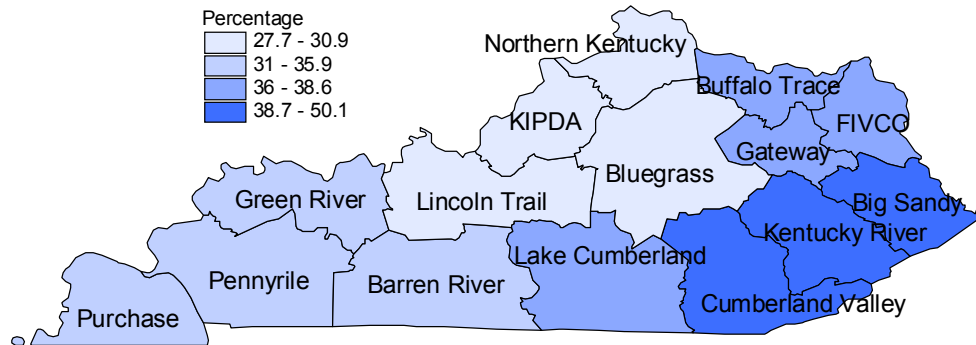 Percentage
27.7 - 30.9
31 - 35.9
36 - 38.6
38.7 - 50.1
Northern Kentucky
Buffalo Trace
KIPDA
FIVCO
Gateway
Bluegrass
Green River
Lincoln Trail
Big Sandy
Kentucky River
Lake Cumberland
Pennyrile
Barren River
Cumberland Valley
Purchase